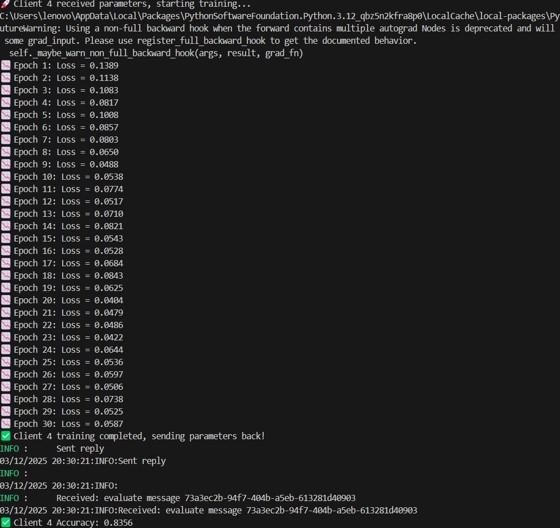 🚀 Client 4 received parameters, starting training...
C:\Users\lenovo\AppData\Local\Packages\PythonSoftwareFoundation.Python.3.12_qbz5n2kfra8p0\LocalCache\local-packages\Py
utureWarning: Using a non-full backward hook when the forward contains multiple autograd Nodes is deprecated and will
some grad_input. Please use register_full_backward_hook to get the documented behavior.
self._maybe_warn_non_full_backward_hook(args, result, grad_fn)
📉 Epoch 1: Loss = 0.1389
📉 Epoch 2: Loss = 0.1138
📉 Epoch 3: Loss = 0.1083
📉 Epoch 4: Loss = 0.0817
📉 Epoch 5: Loss = 0.1008
📉 Epoch 6: Loss = 0.0857
📉 Epoch 7: Loss = 0.0803
📉 Epoch 8: Loss = 0.0650
📉 Epoch 9: Loss = 0.0488
📉 Epoch 10: Loss = 0.0538
📉 Epoch 11: Loss = 0.0774
📉 Epoch 12: Loss = 0.0517
📉 Epoch 13: Loss = 0.0710
📉 Epoch 14: Loss = 0.0821
📉 Epoch 15: Loss = 0.0543
📉 Epoch 16: Loss = 0.0528
📉 Epoch 17: Loss = 0.0684
📉 Epoch 18: Loss = 0.0843
📉 Epoch 19: Loss = 0.0625
📉 Epoch 20: Loss = 0.0404
📉 Epoch 21: Loss = 0.0479
📉 Epoch 22: Loss = 0.0486
📉 Epoch 23: Loss = 0.0422
📉 Epoch 24: Loss = 0.0644
📉 Epoch 25: Loss = 0.0536
📉 Epoch 26: Loss = 0.0597
📉 Epoch 27: Loss = 0.0506
📉 Epoch 28: Loss = 0.0738
📉 Epoch 29: Loss = 0.0525
📉 Epoch 30: Loss = 0.0587
✅ Client 4 training completed, sending parameters back!
INFO :      Sent reply
03/12/2025 20:30:21:INFO:Sent reply
INFO :
03/12/2025 20:30:21:INFO:
INFO :      Received: evaluate message 73a3ec2b-94f7-404b-a5eb-613281d40903
03/12/2025 20:30:21:INFO:Received: evaluate message 73a3ec2b-94f7-404b-a5eb-613281d40903
✅ Client 4 Accuracy: 0.8356